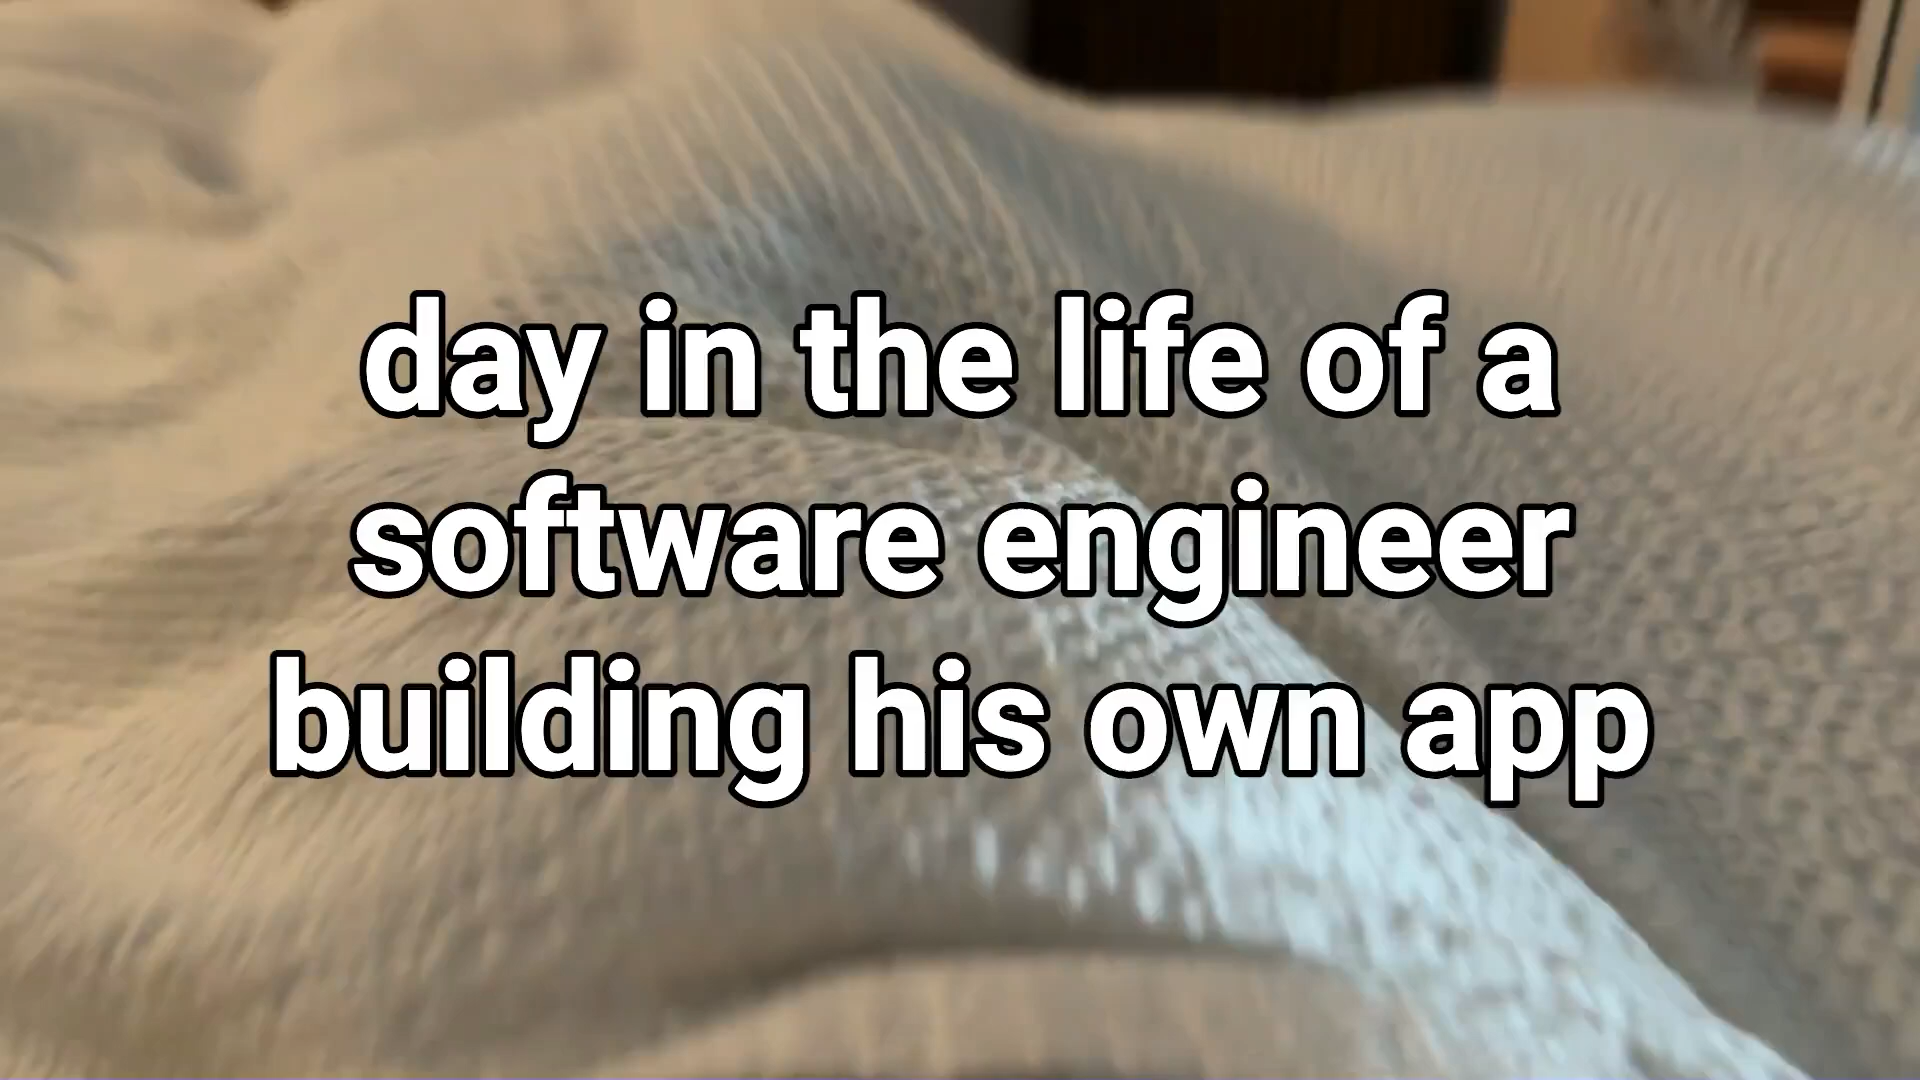 day in the life of a
software engineer
building his own app